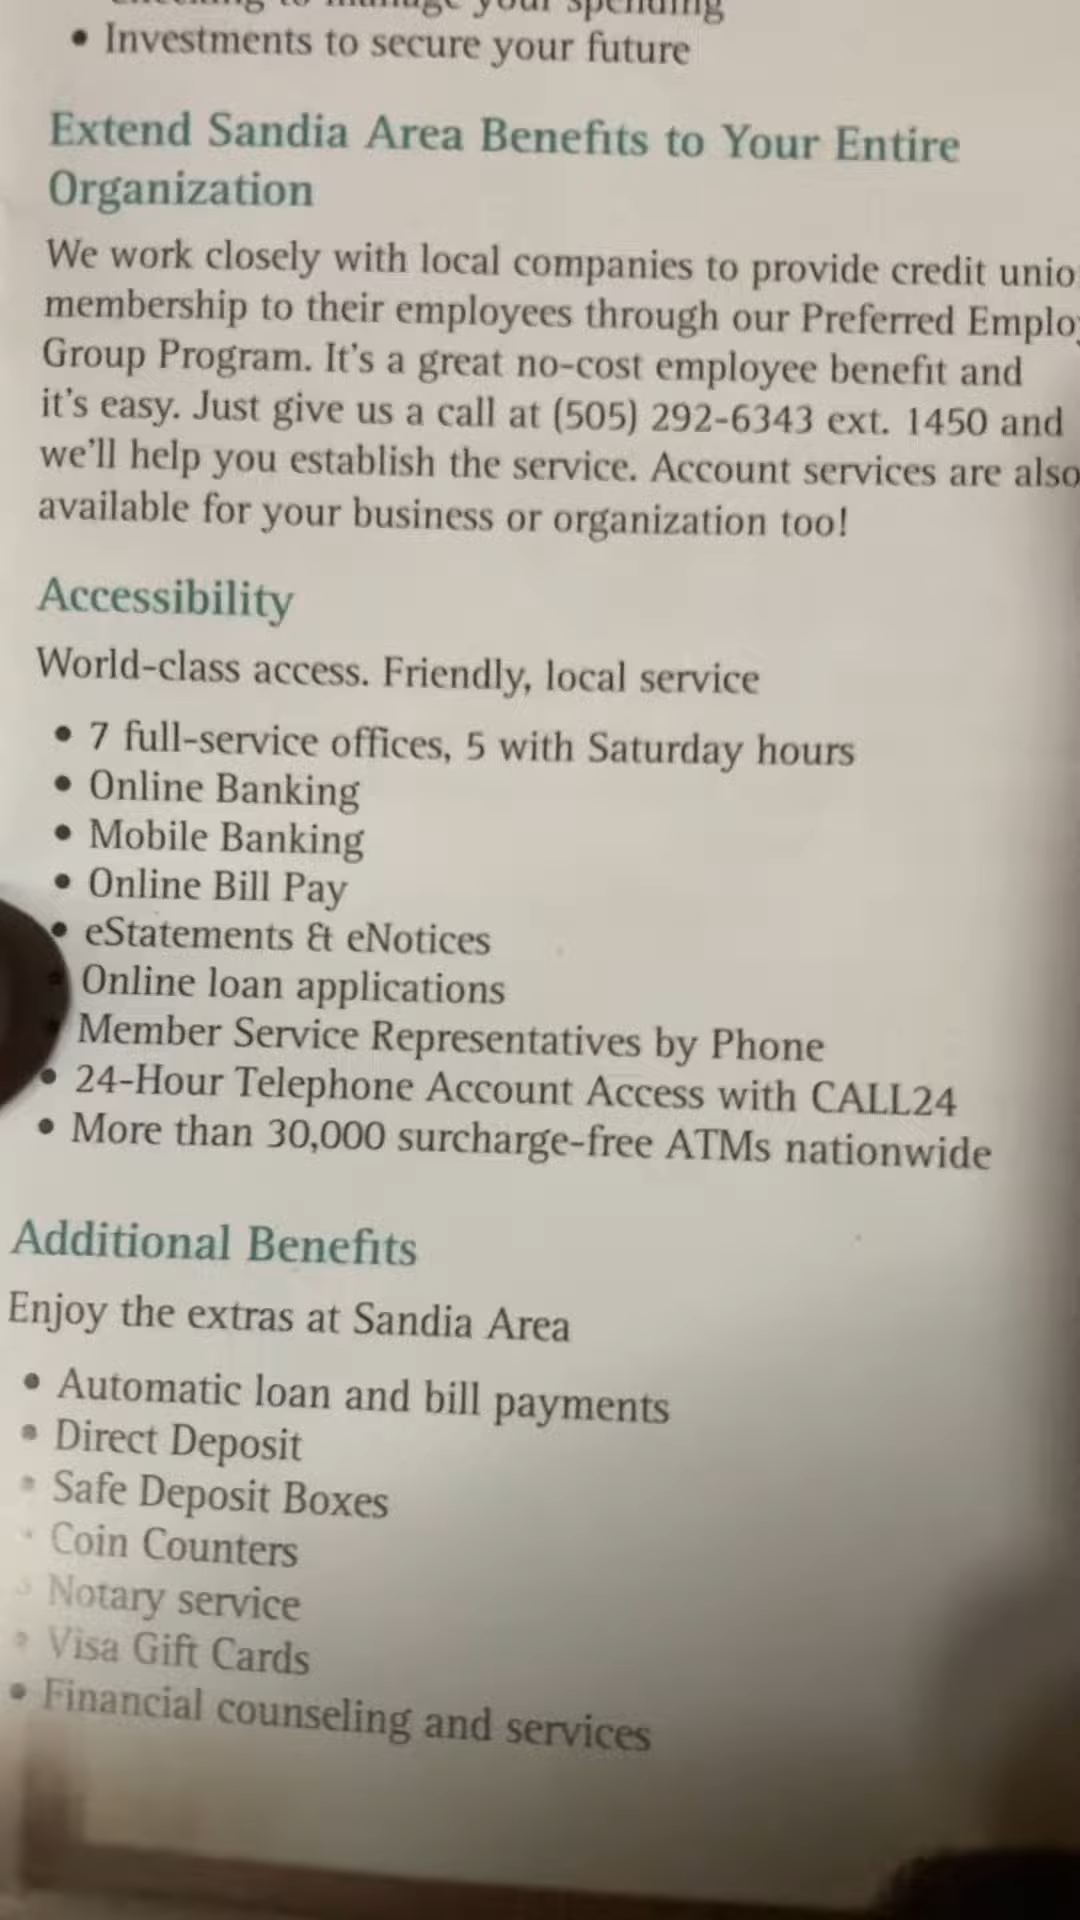 checking to manage your spending
• Investments to secure your future
Extend Sandia Area Benefits to Your Entire
Organization
We work closely with local companies to provide credit unio
membership to their employees through our Preferred Employ
Group Program. It's a great no-cost employee benefit and
it's easy. Just give us a call at (505) 292-6343 ext. 1450 and
we'll help you establish the service. Account services are also
available for your business or organization too!
Accessibility
World-class access. Friendly, local service
• 7 full-service offices, 5 with Saturday hours
• Online Banking
• Mobile Banking
• Online Bill Pay
• eStatements & eNotices
• Online loan applications
• Member Service Representatives by Phone
• 24-Hour Telephone Account Access with CALL24
• More than 30,000 surcharge-free ATMs nationwide
Additional Benefits
Enjoy the extras at Sandia Area
• Automatic loan and bill payments
• Direct Deposit
• Safe Deposit Boxes
• Coin Counters
• Notary service
• Visa Gift Cards
• Financial counseling and services